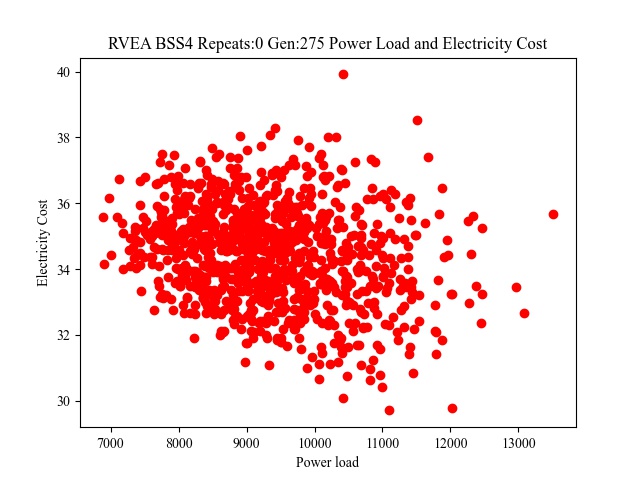 RVEA BSS4 Repeats:0 Gen:275 Power Load and Electricity Cost
40
38
36
34
32
30
Electricity Cost
7000 8000 9000 10000 11000 12000 13000
Power load